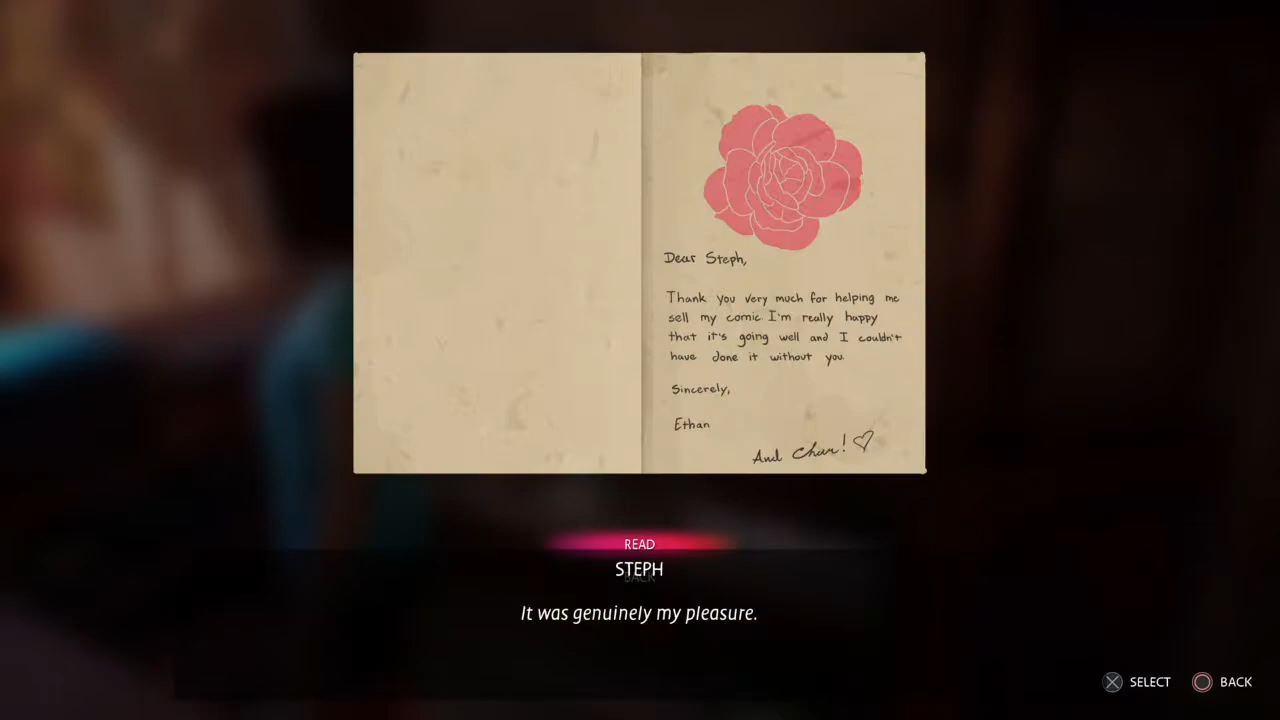 Dear Steph,
Thank you very much for helping me
sell my comic. I'm really happy
that it's going well and I couldn't
have done it without you.
Sincerely,
Ethan
And Char! ♡
READ
STEPH
BACK
It was genuinely my pleasure.
SELECT
BACK